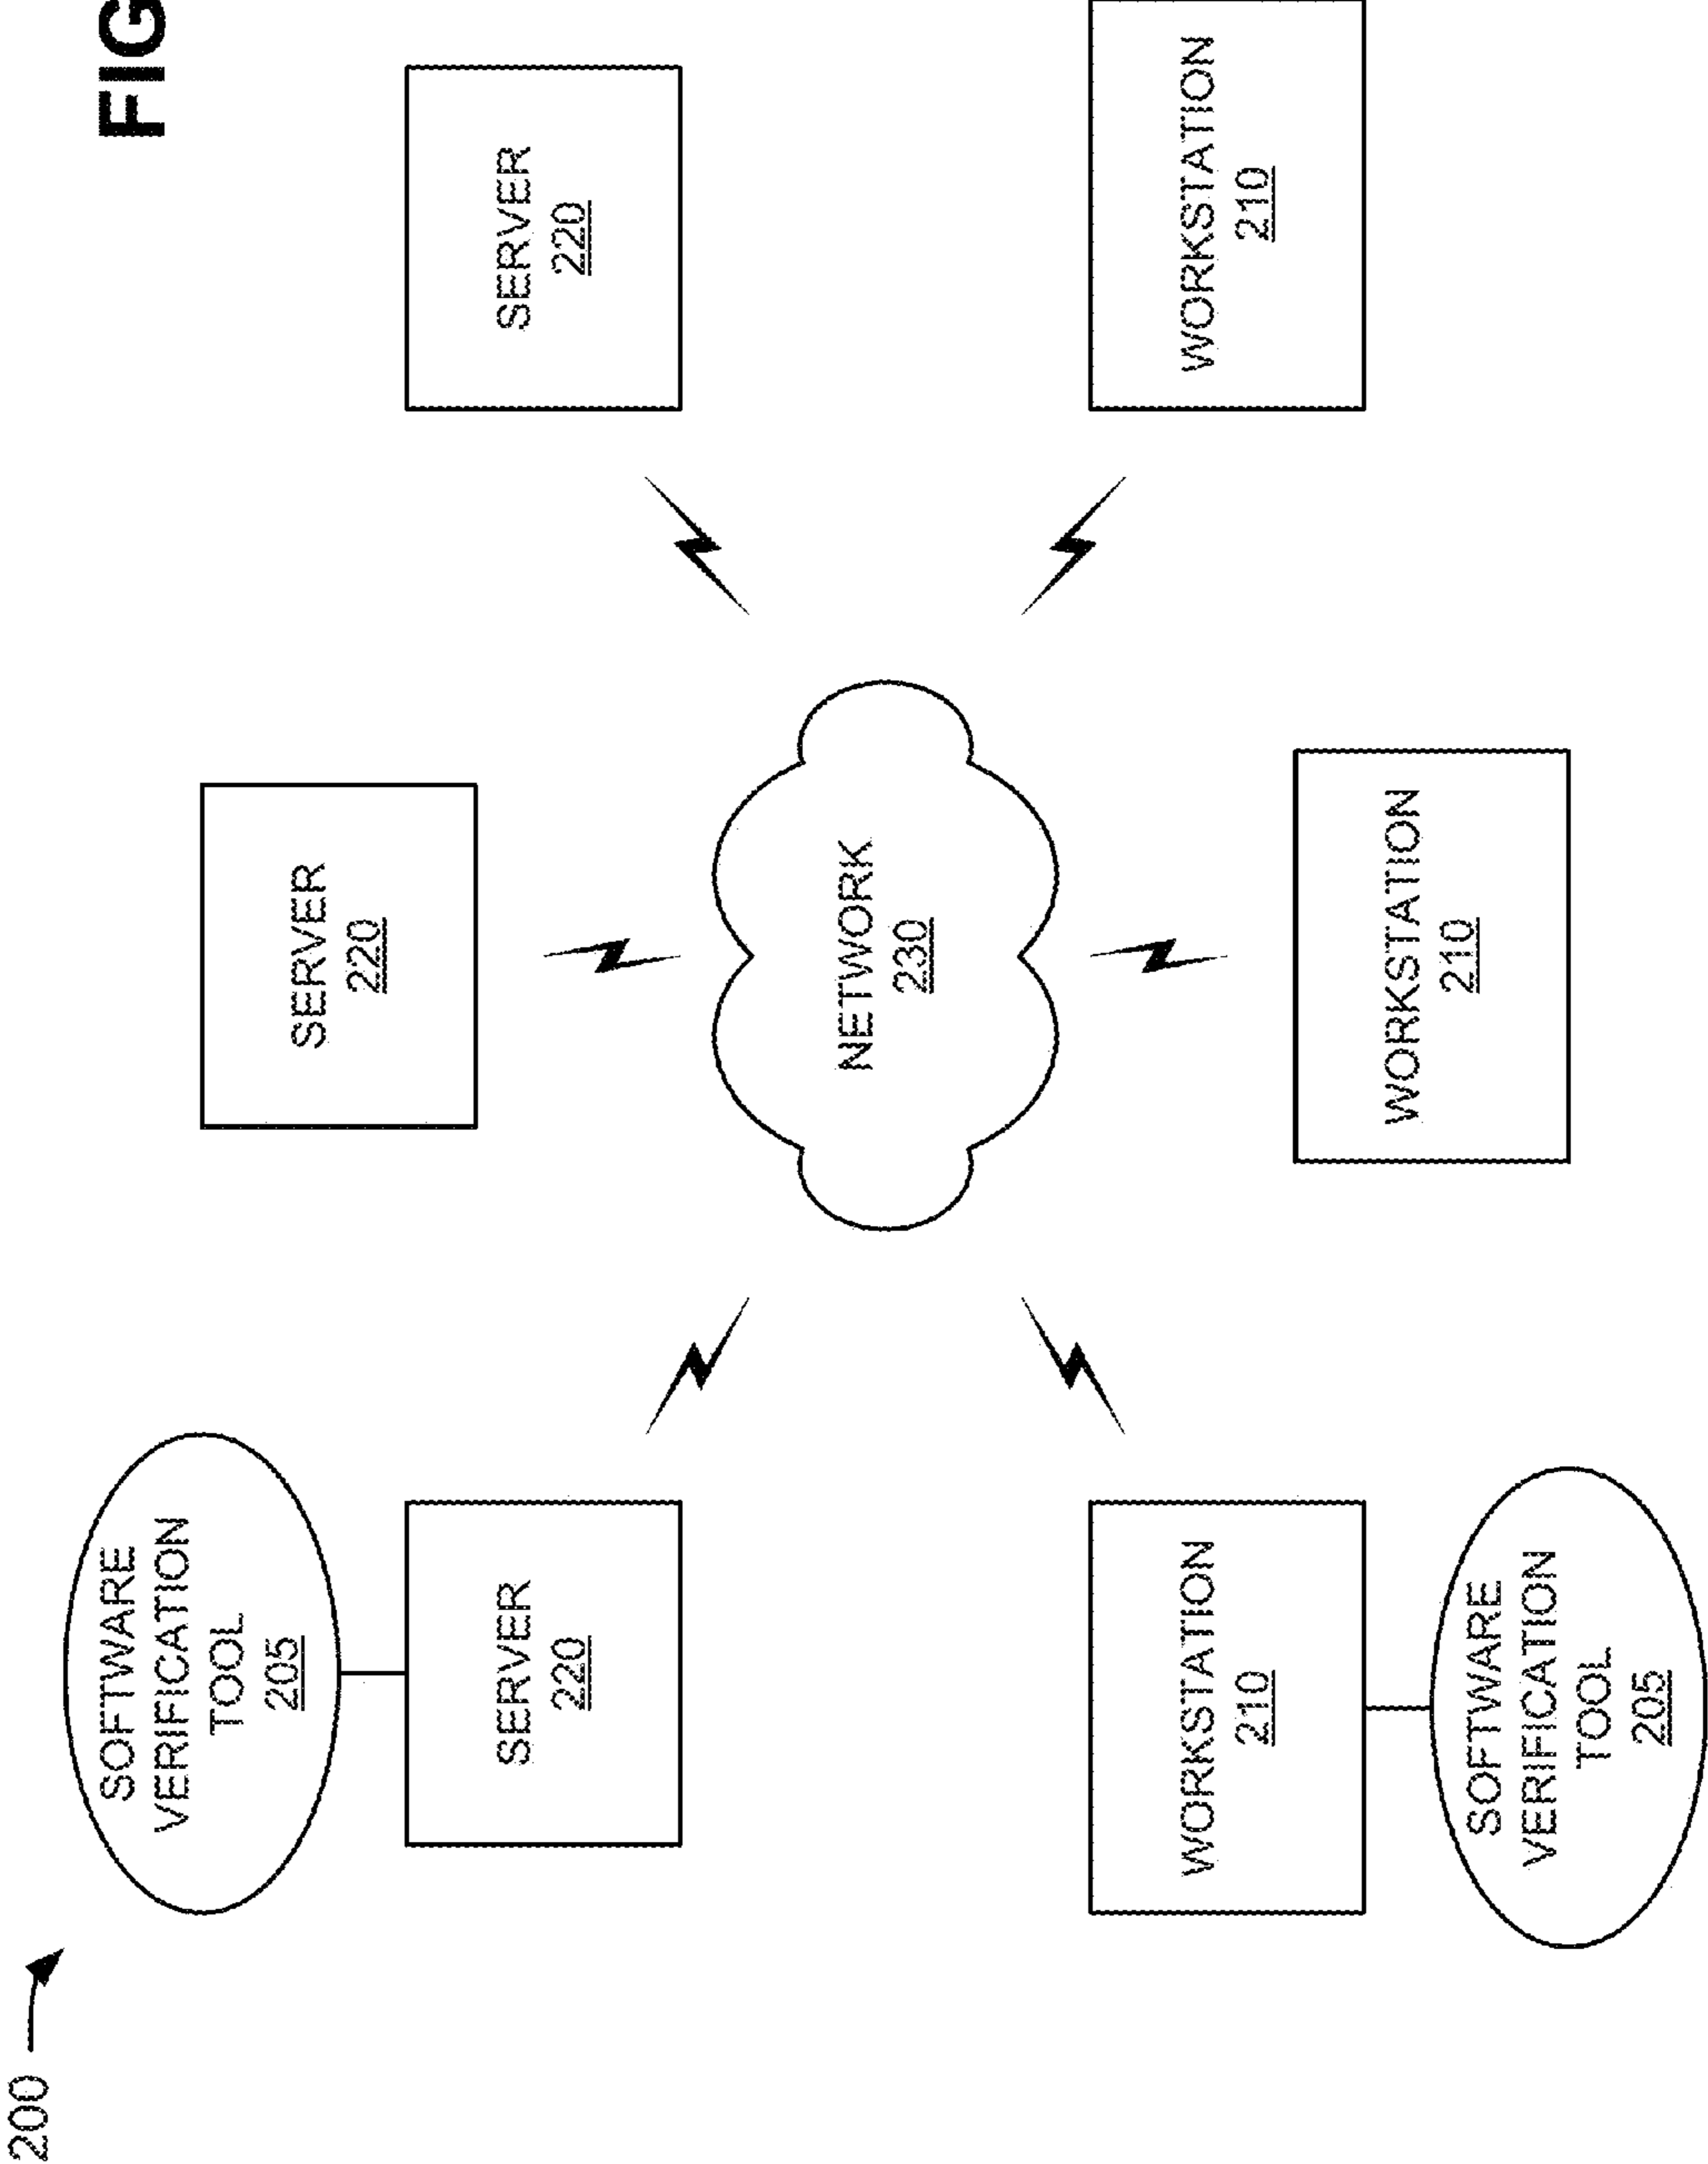 200
FIG
SOFTWARE
VERIFICATION
TOOL
205
SERVER
220
SERVER
220
SERVER
220
NETWORK
230
WORKSTATION
210
WORKSTATION
210
WORKSTATION
210
SOFTWARE
VERIFICATION
TOOL
205